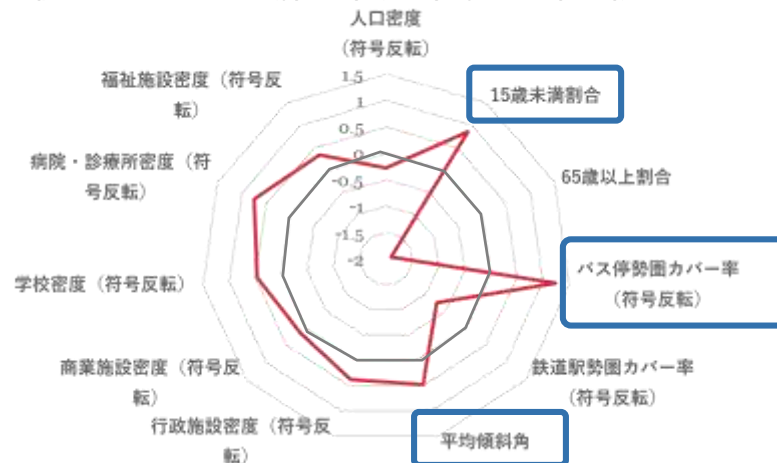 人口密度
（符号反転）
福祉施設密度（符号反
転）
15歳未満割合
病院・診療所密度（符
号反転）
65歳以上割合
1.5
1
0.5
0
-0.5
-1
-1.5
-2
学校密度（符号反転）
バス停勢圏カバー率
（符号反転）
商業施設密度（符号反
転）
鉄道駅勢圏カバー率
（符号反転）
行政施設密度（符号反
転）
平均傾斜角